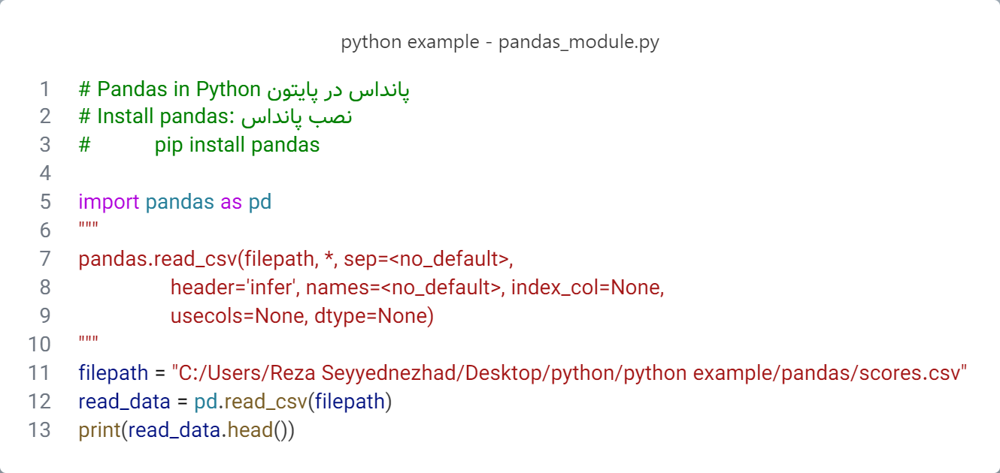 python example - pandas_module.py
1 # Pandas in Python پانداس در پایتون
2 # Install pandas: نصب پانداس
3 # pip install pandas
4
5 import pandas as pd
6 """
7 pandas.read_csv(filepath, *, sep=<no_default>,
8 header='infer', names=<no_default>, index_col=None,
9 usecols=None, dtype=None)
10 """
11 filepath = "C:/Users/Reza Seyyednezhad/Desktop/python/python example/pandas/scores.csv"
12 read_data = pd.read_csv(filepath)
13 print(read_data.head())